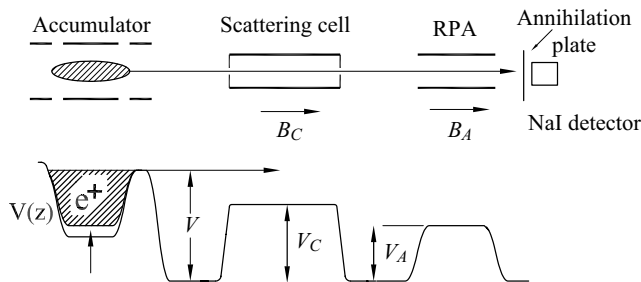 Accumulator
Scattering cell
RPA
Annihilation
plate
B_C
B_A
NaI detector
V(z)
e⁺
V
V_C
V_A